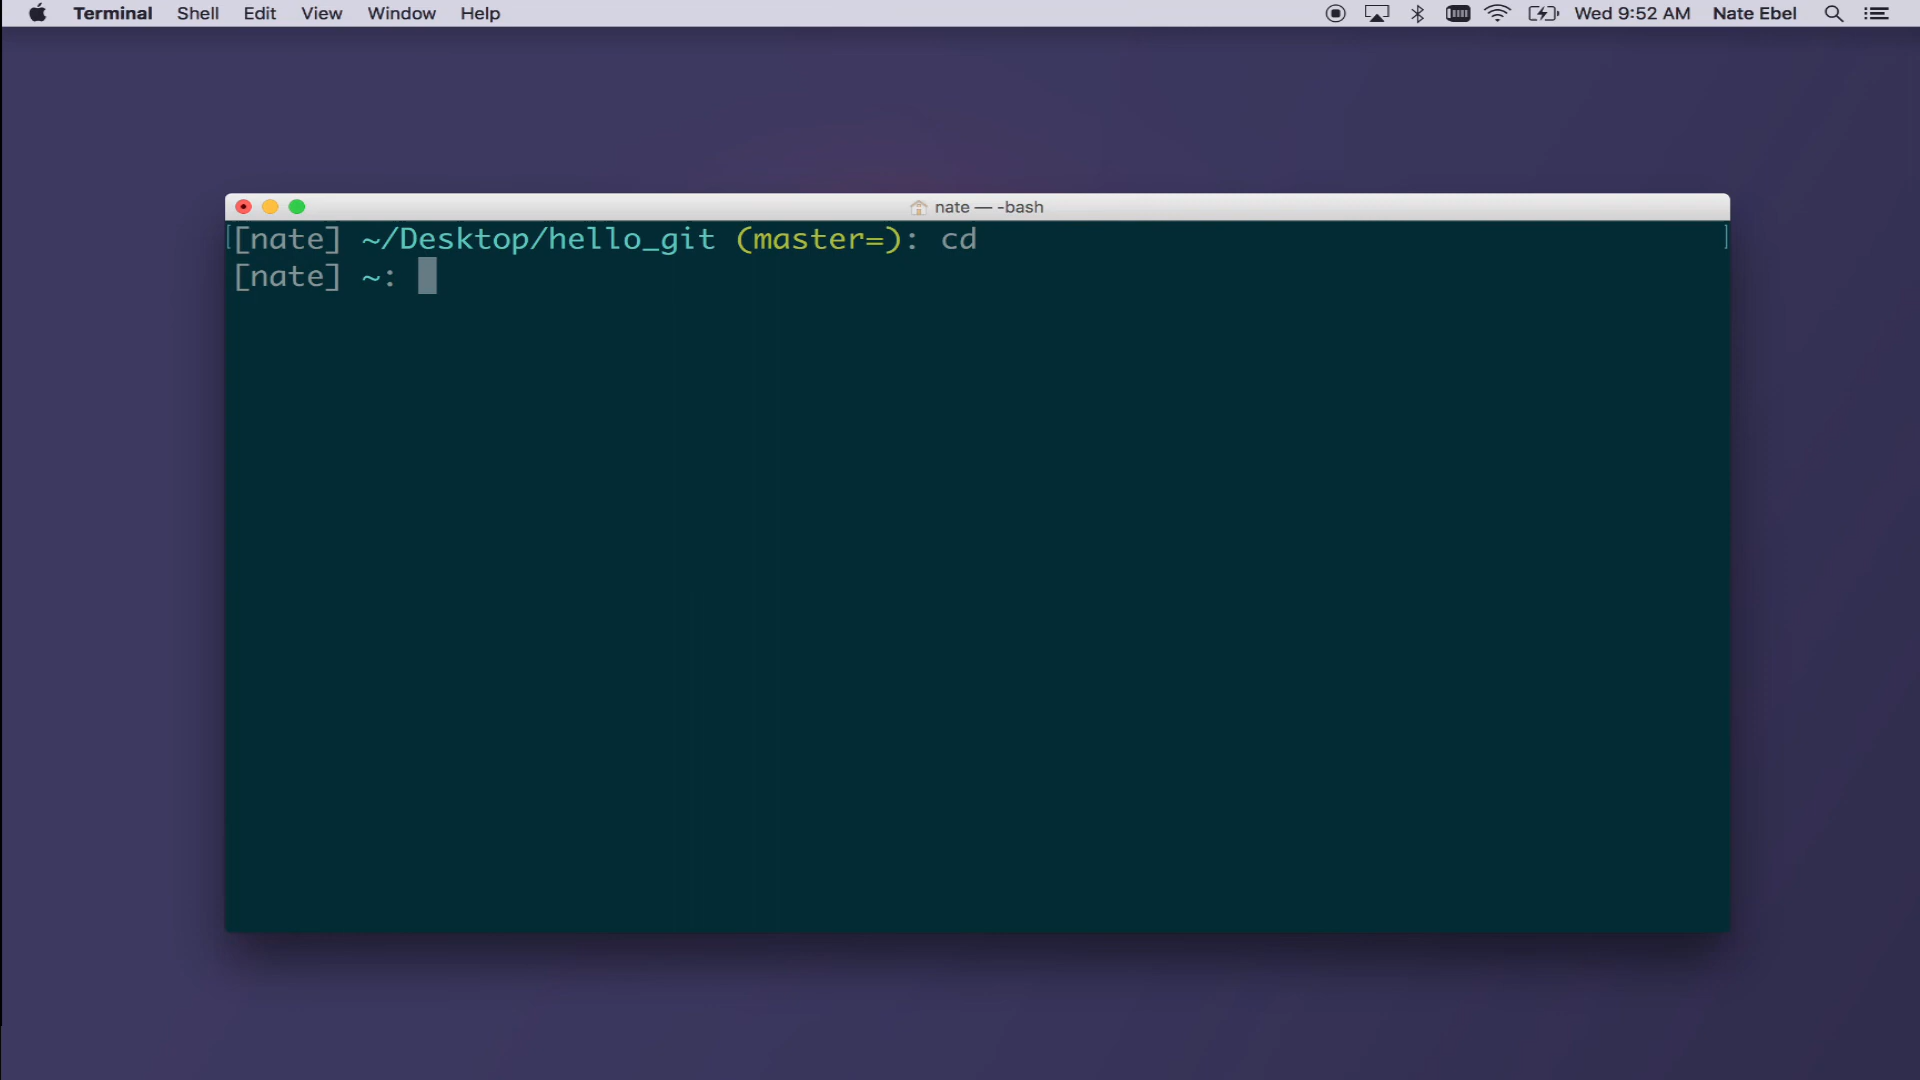 Terminal Shell Edit View Window Help Wed 9:52 AM Nate Ebel
nate — -bash
[nate] ~/Desktop/hello_git (master=): cd
[nate] ~: